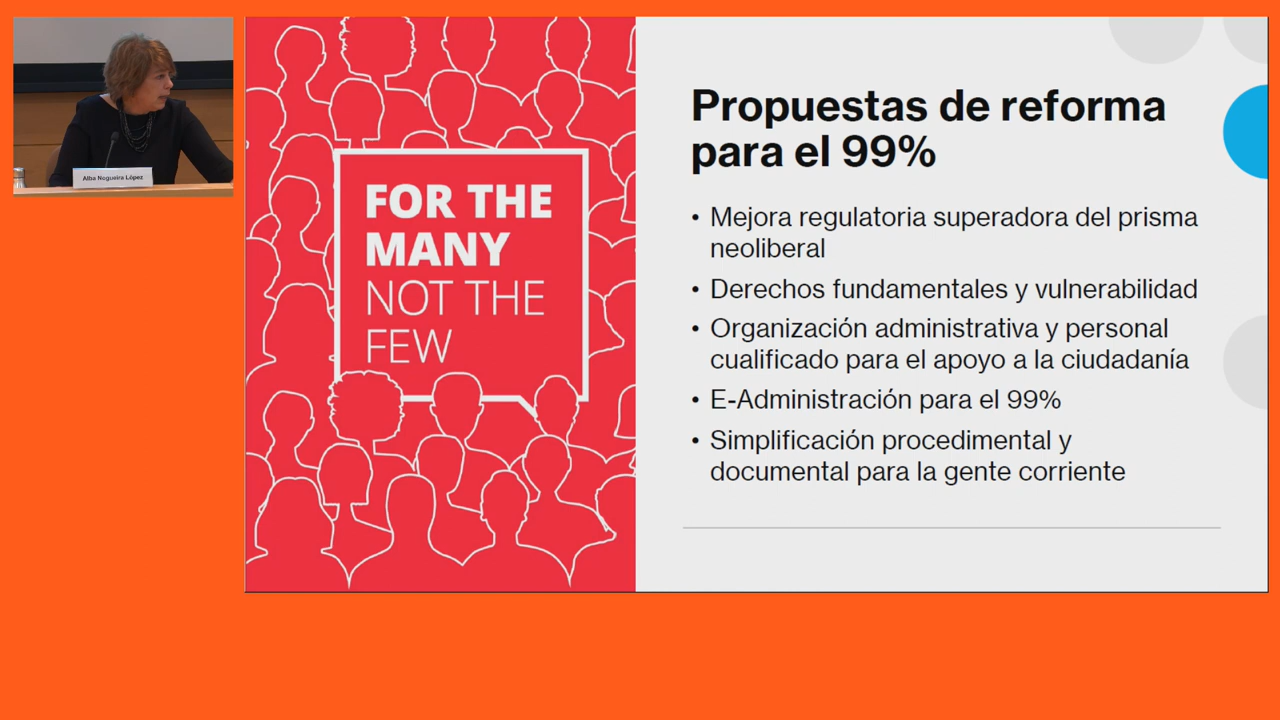 Alba Nogueira López
FOR THE
MANY
NOT THE
FEW
Propuestas de reforma
para el 99%
• Mejora regulatoria superadora del prisma
neoliberal
• Derechos fundamentales y vulnerabilidad
• Organización administrativa y personal
cualificado para el apoyo a la ciudadanía
• E-Administración para el 99%
• Simplificación procedimental y
documental para la gente corriente